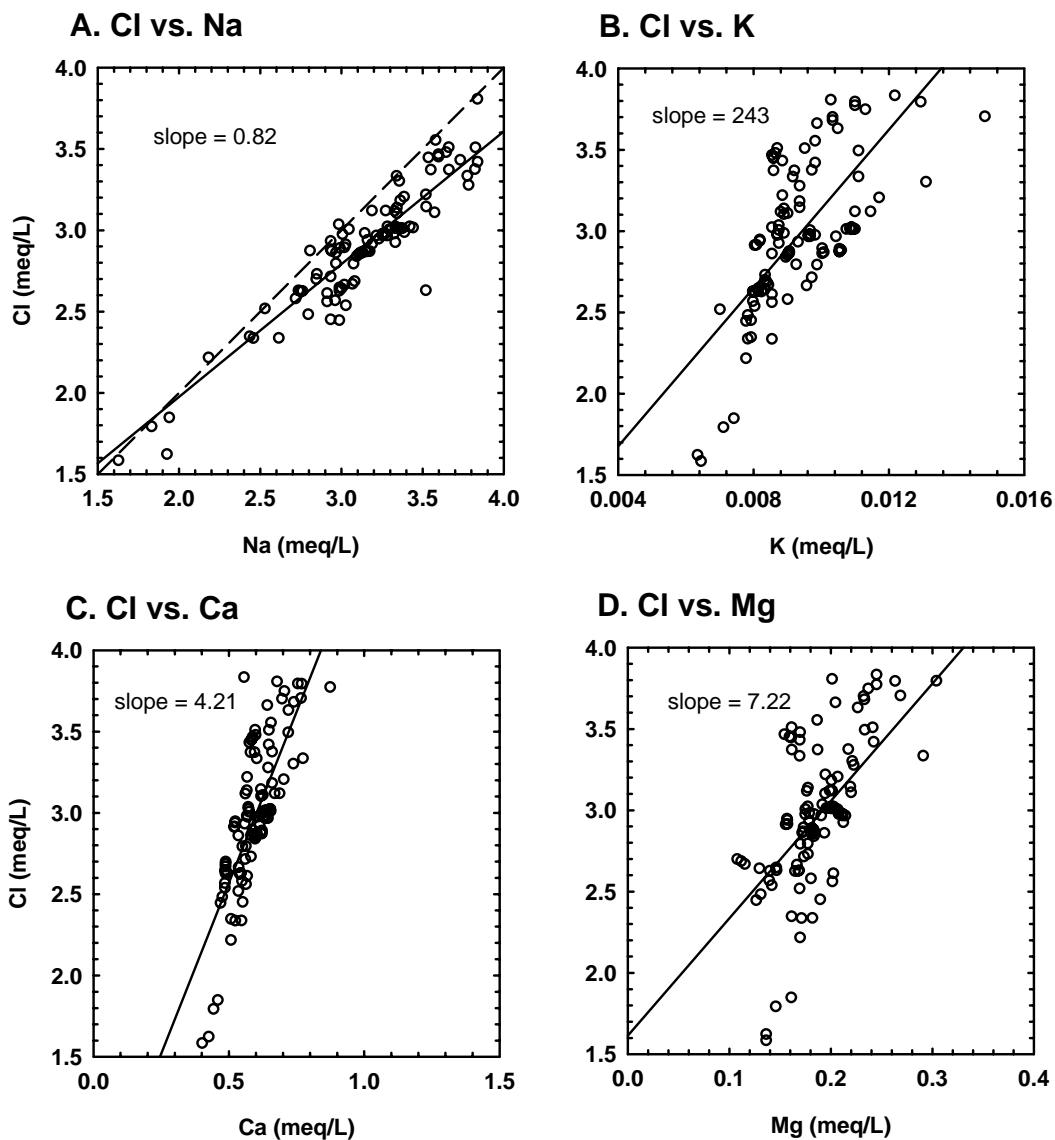 A. Cl vs. Na
B. Cl vs. K
4.0
slope = 0.82
3.5
3.0
2.5
2.0
1.5
1.5 2.0 2.5 3.0 3.5 4.0
Cl (meq/L)
Na (meq/L)
4.0
slope = 243
3.5
3.0
2.5
2.0
1.5
0.004 0.008 0.012 0.016
K (meq/L)
C. Cl vs. Ca
D. Cl vs. Mg
4.0
slope = 4.21
3.5
3.0
2.5
2.0
1.5
0.0 0.5 1.0 1.5
Cl (meq/L)
Ca (meq/L)
4.0
slope = 7.22
3.5
3.0
2.5
2.0
1.5
0.0 0.1 0.2 0.3 0.4
Mg (meq/L)